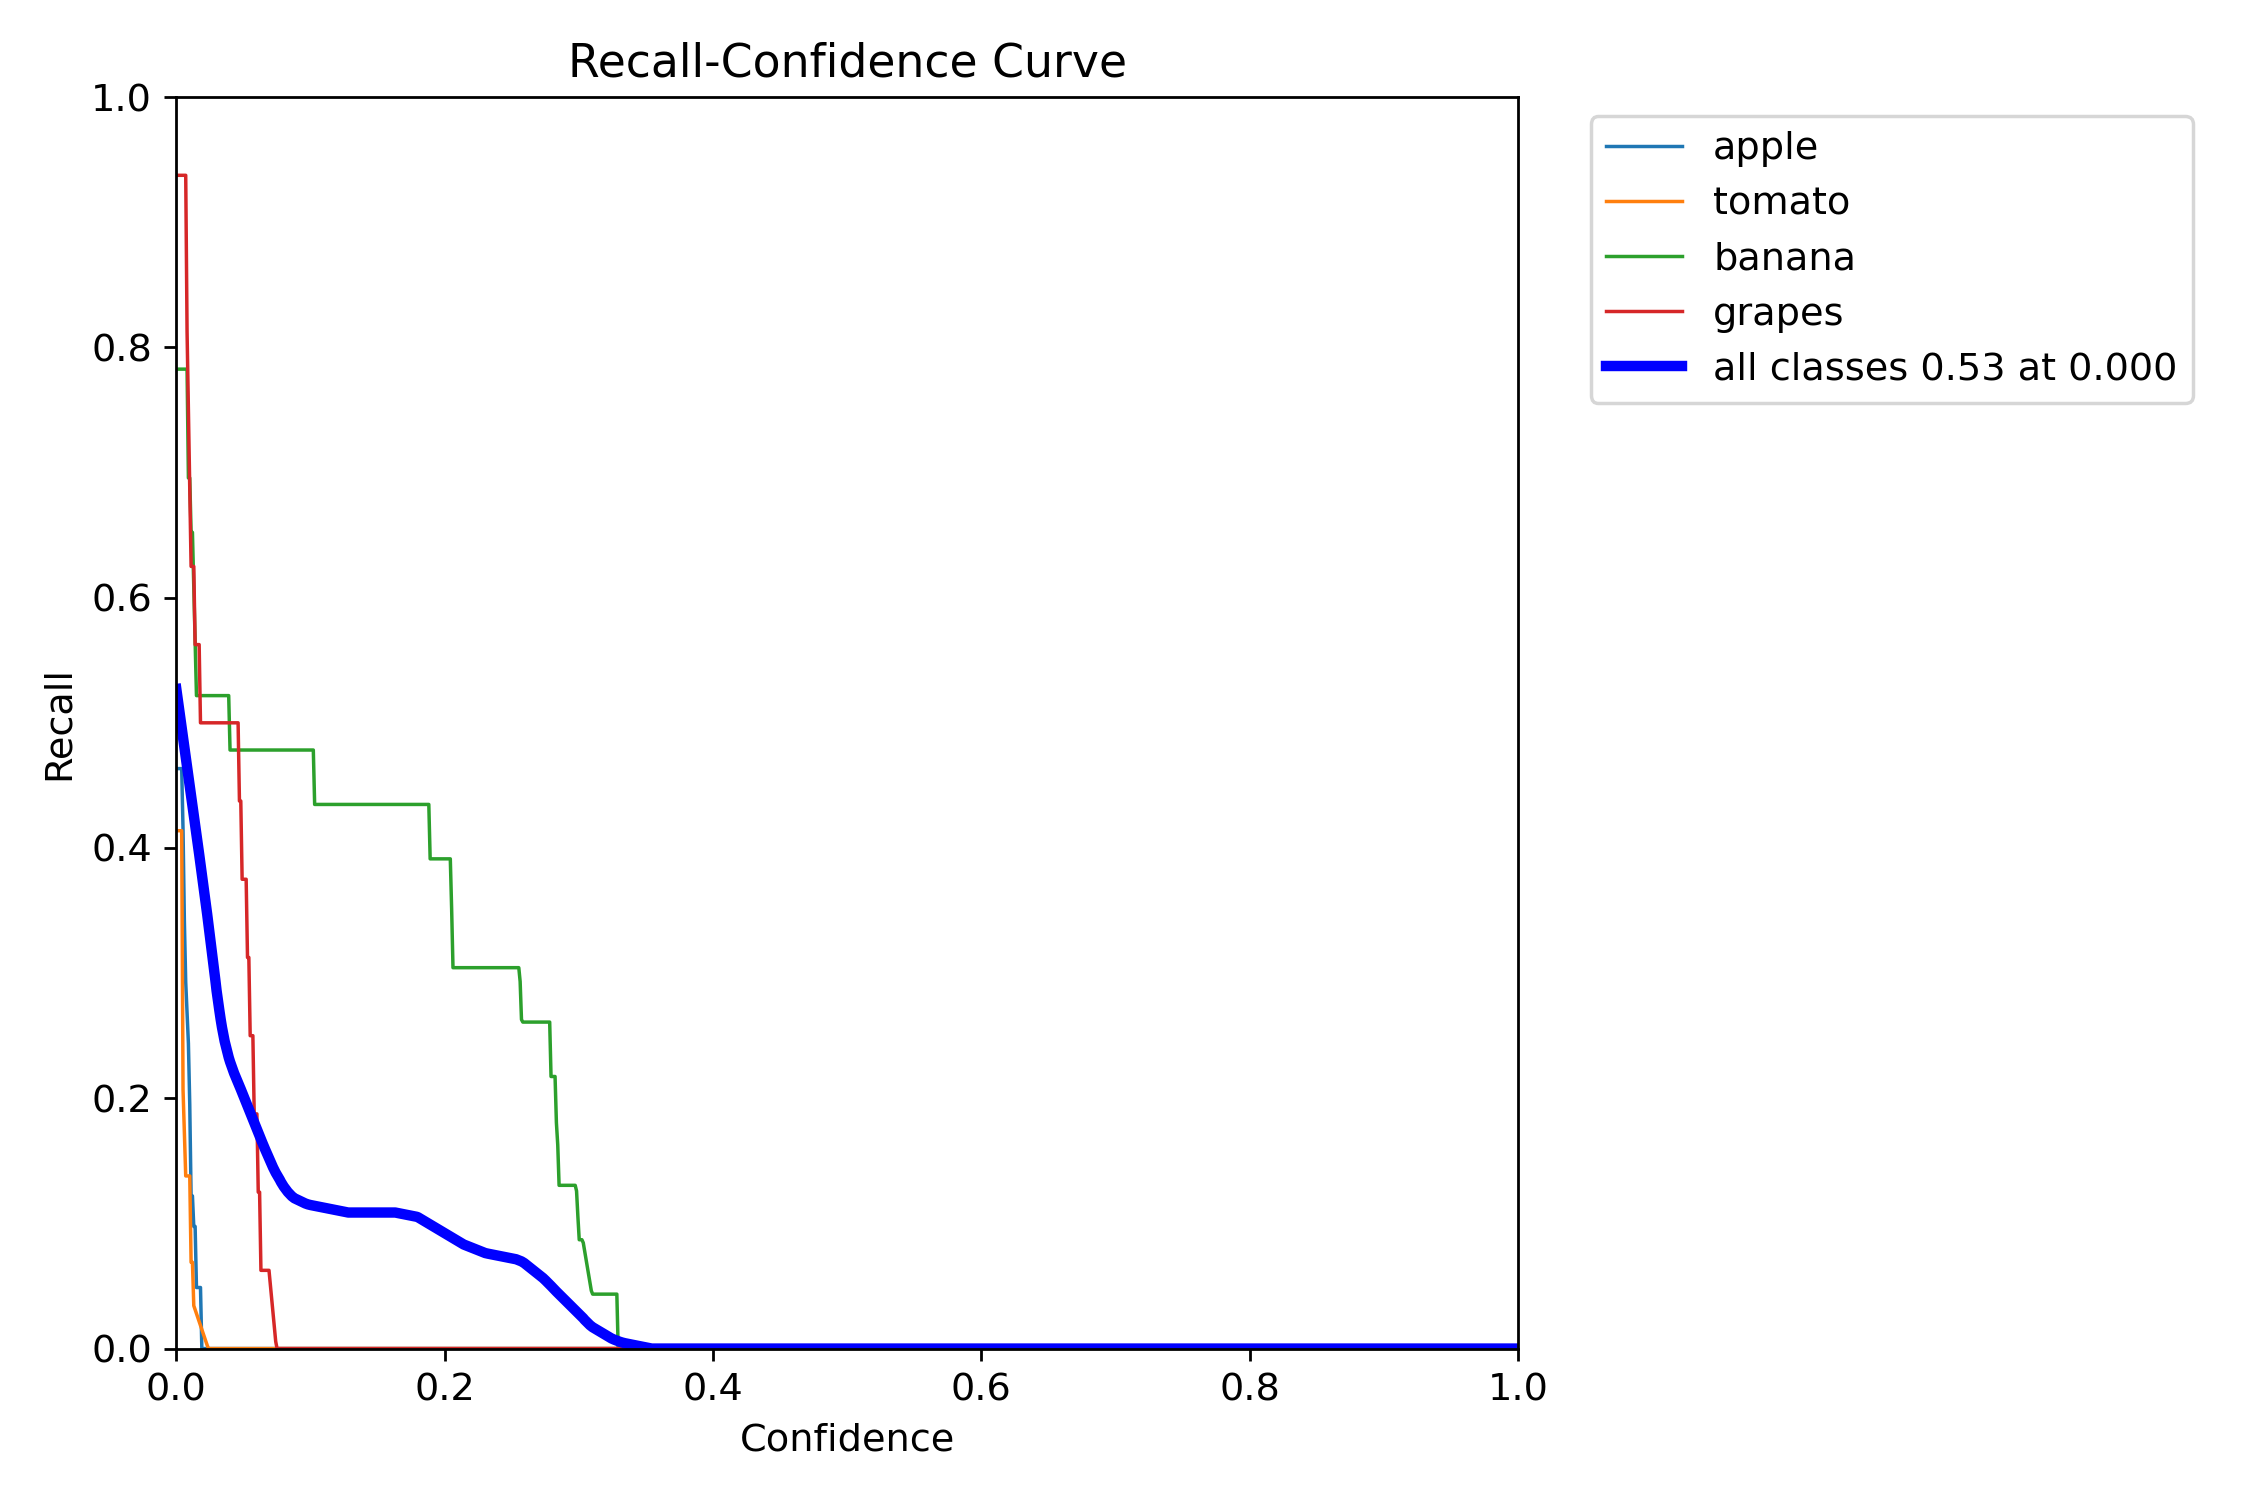 Recall-Confidence Curve
1.0
0.8
0.6
0.4
0.2
0.0
Recall
0.0 0.2 0.4 0.6 0.8 1.0
Confidence
apple
tomato
banana
grapes
all classes 0.53 at 0.000